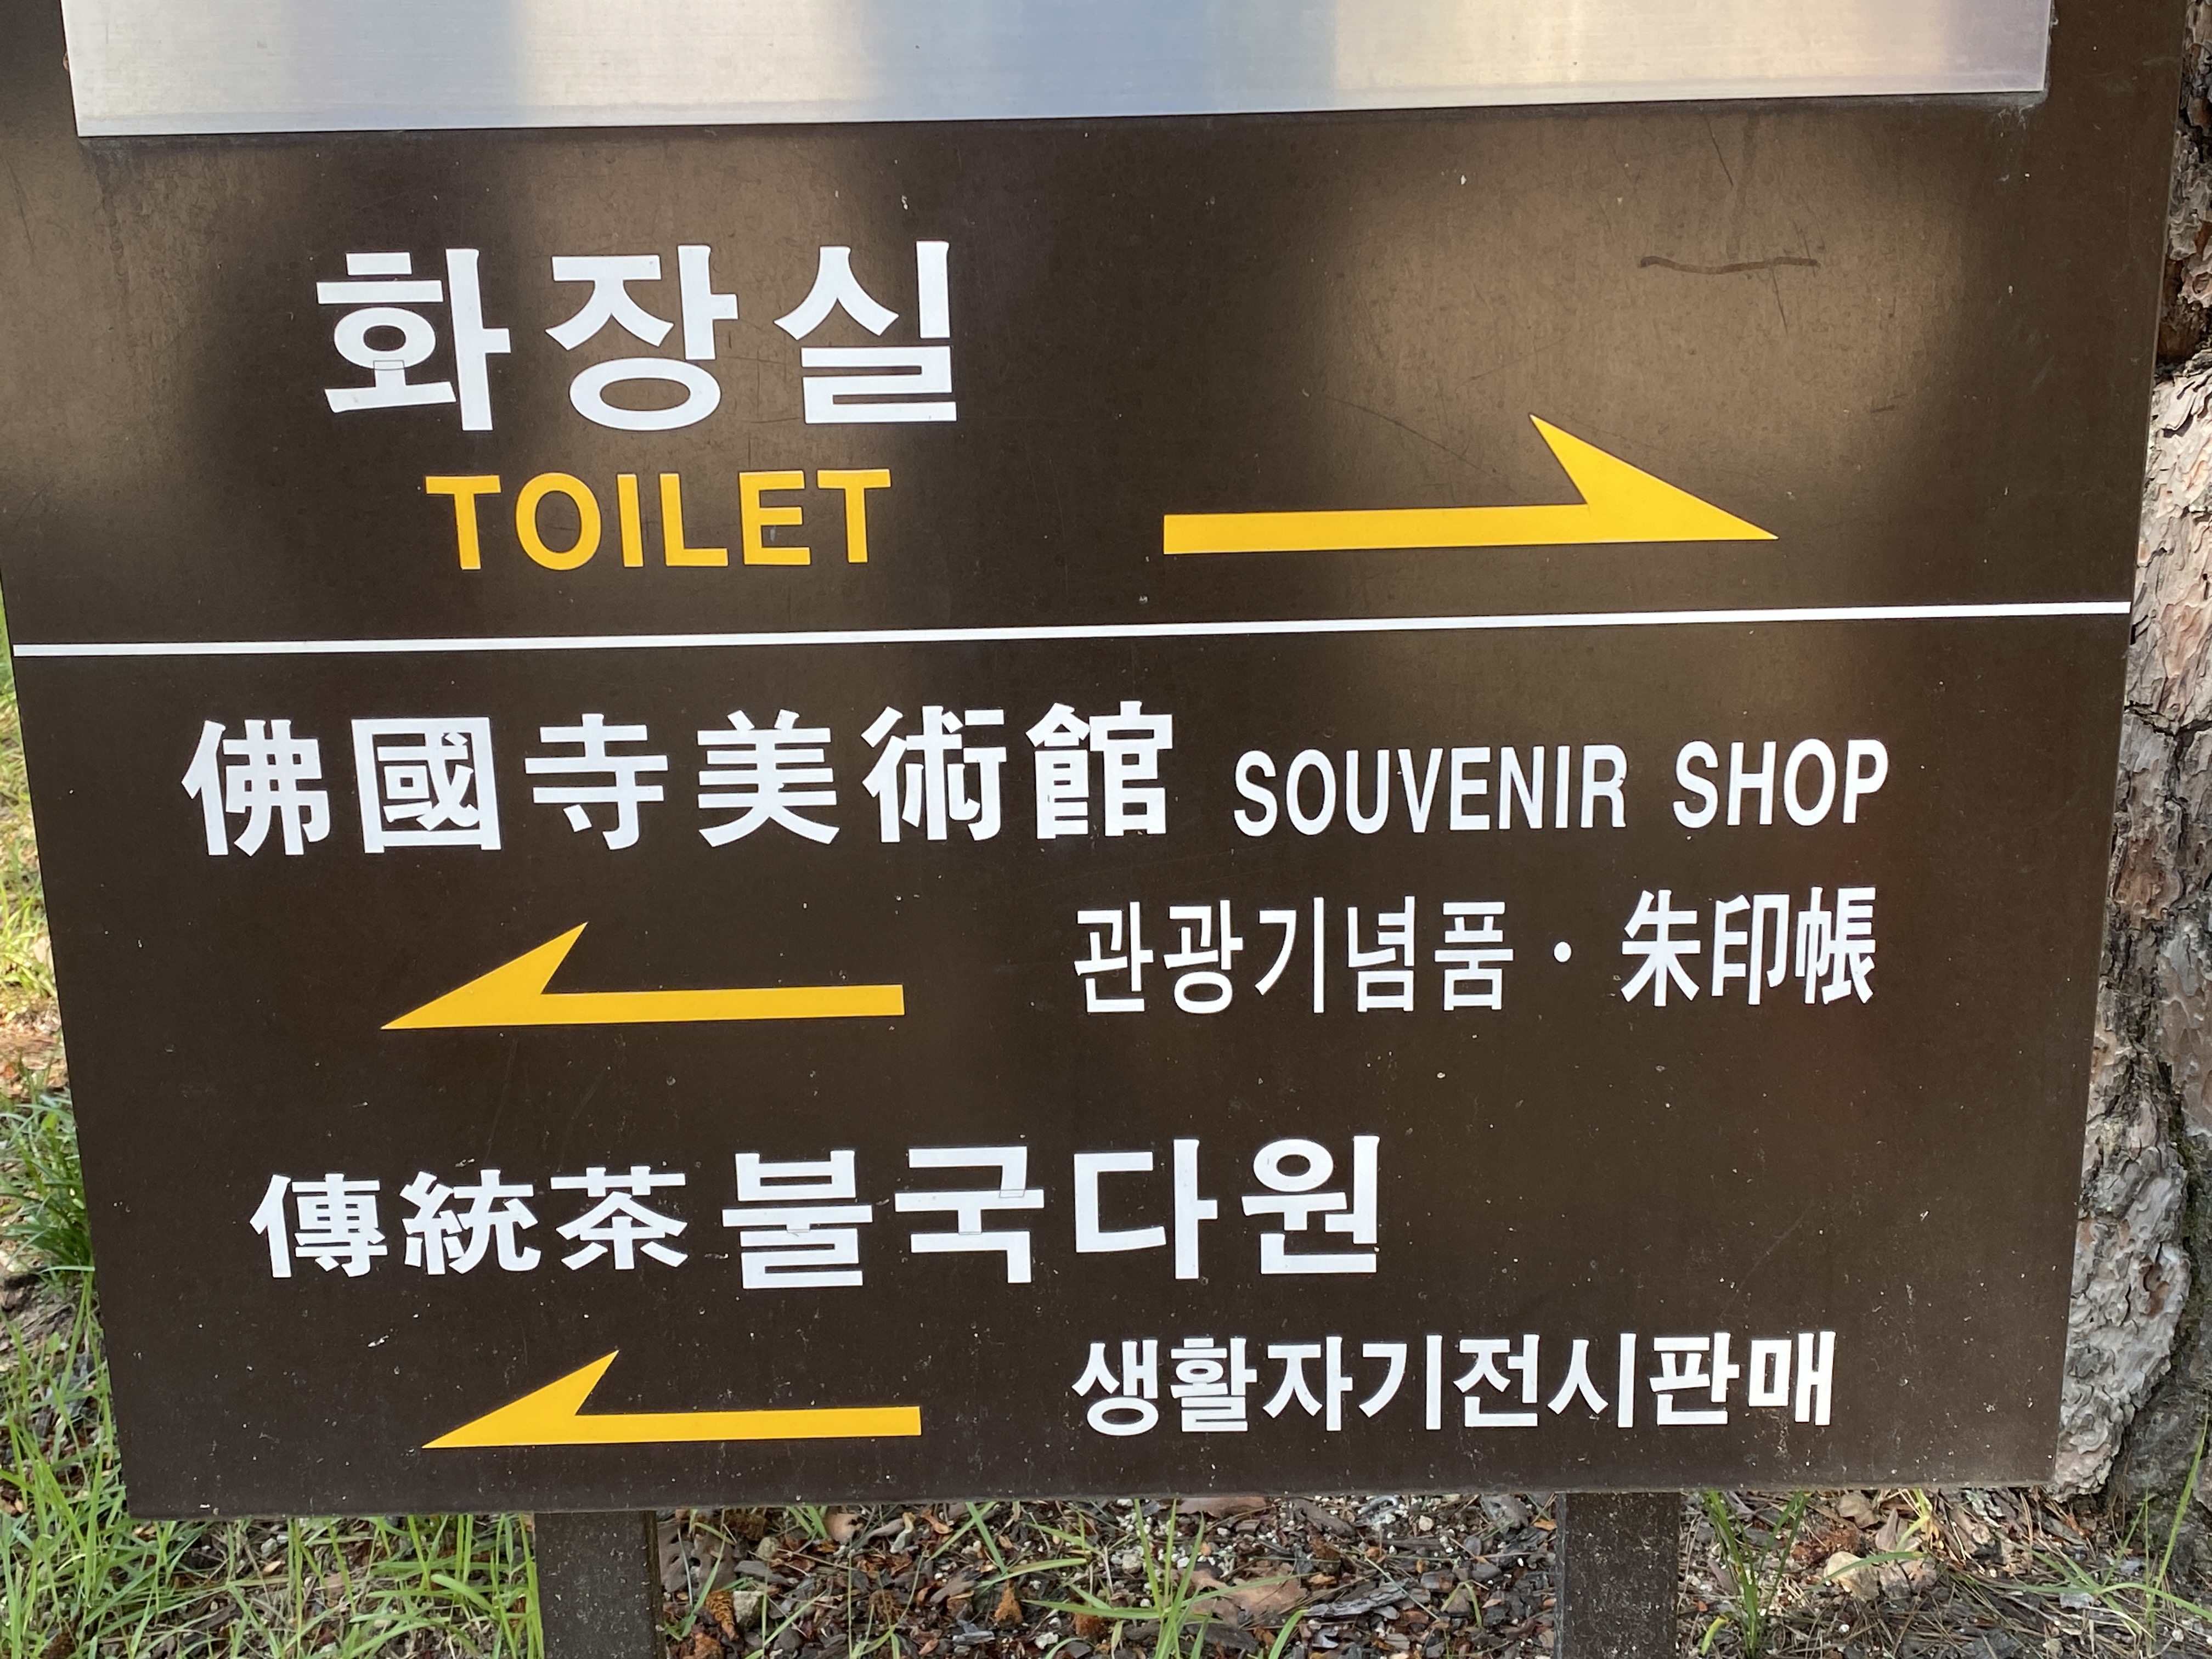 화장실
TOILET
佛國寺美術館 SOUVENIR SHOP
관광기념품 · 朱印帳
傳統茶 불국다원
생활자기전시판매